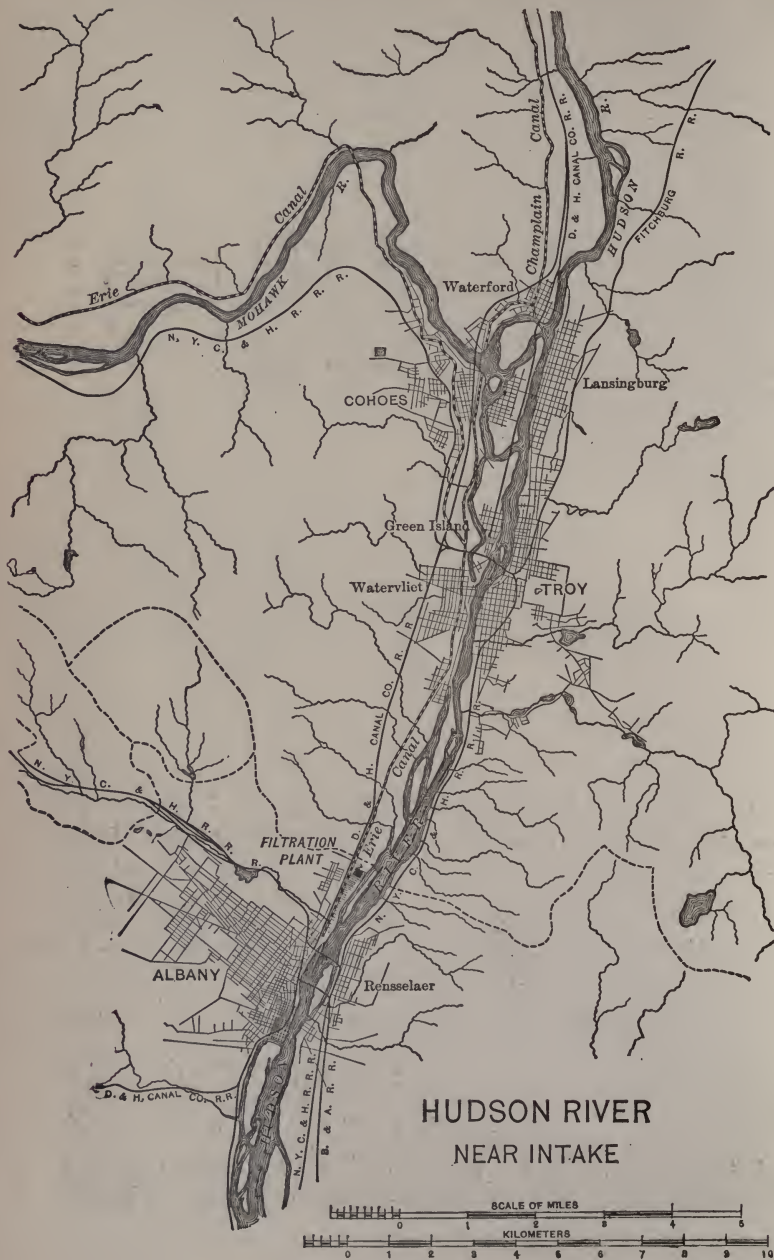 Champlain Canal
D. & H. CANAL CO. R. R.
HUDSON R.
FITCHBURG R. R.
Erie Canal
MOHAWK R.
N. Y. C. & H. R. R. R.
Waterford
COHOES
Lansingburg
Green Island
Watervliet
TROY
D. & H. CANAL CO. R. R
Erie Canal
RIVER
N. Y. C. & H. R. R. R.
N. Y. C. & H. R. R. R.
FILTRATION
PLANT
ALBANY
Rensselaer
D. & H. CANAL CO. R.R.
HUDSON
N. Y. C. & H. R. R. R.
B. & A. R. R.
HUDSON RIVER
NEAR INTAKE
SCALE OF MILES
0 1 2 3 4 5
KILOMETERS
0 1 2 3 4 5 6 7 8 9 10